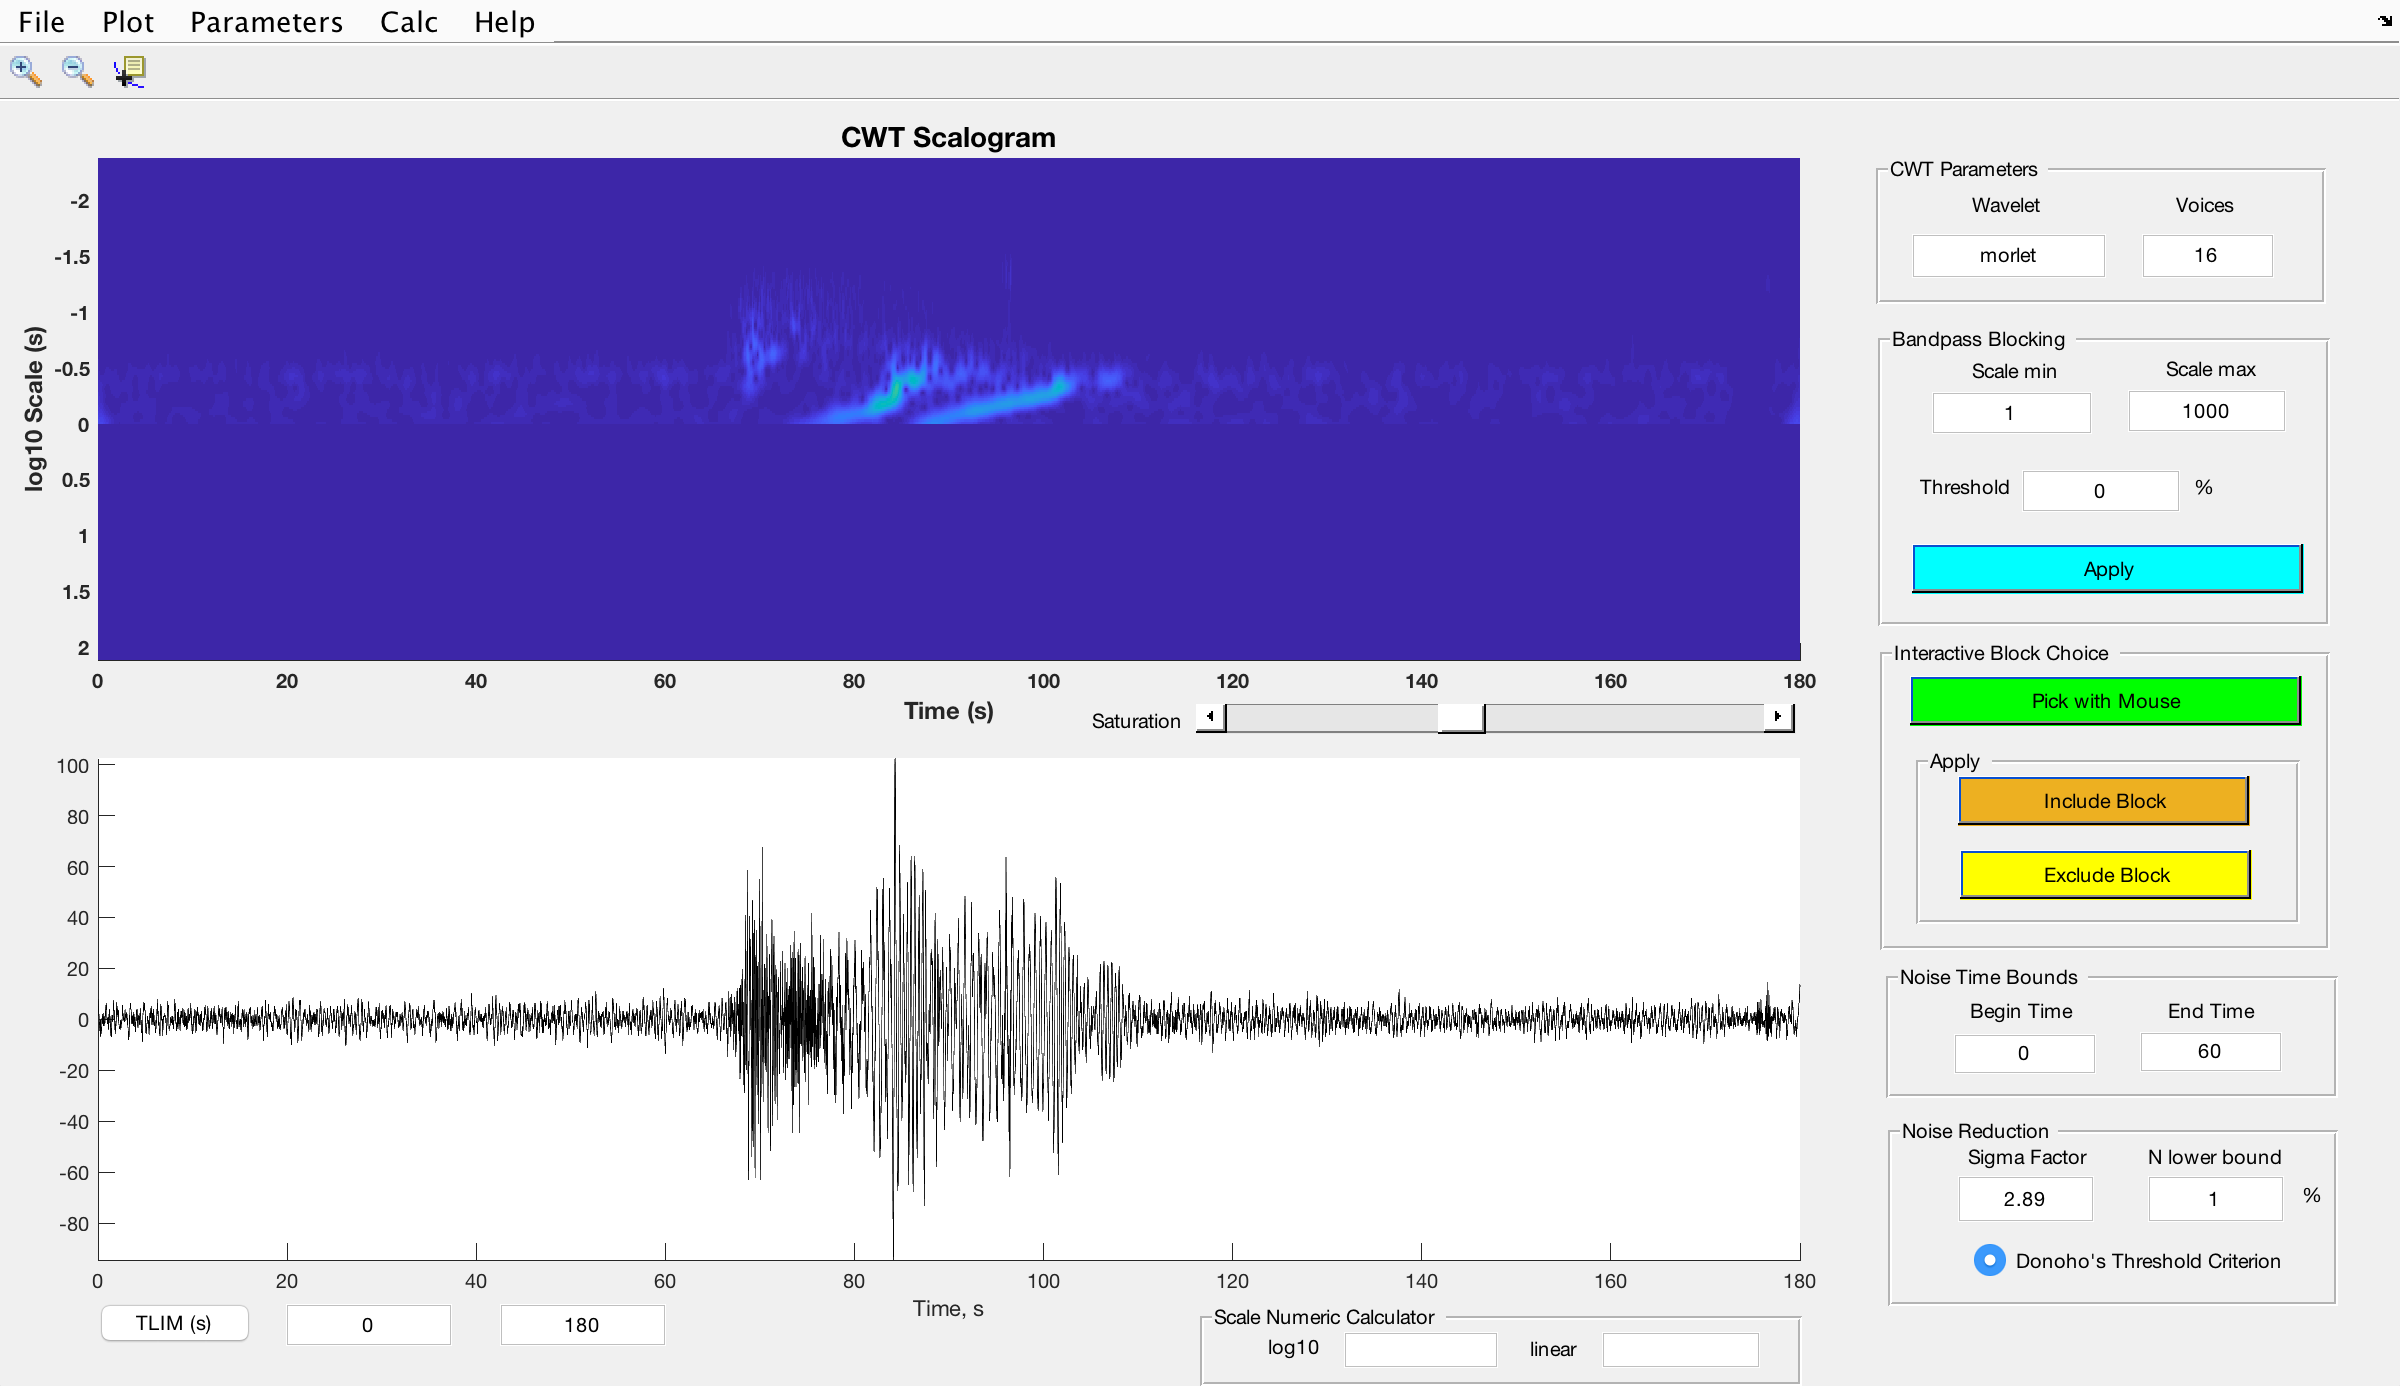 File Plot Parameters Calc Help
CWT Scalogram
-2
-1.5
-1
-0.5
0
0.5
1
1.5
2
log10 Scale (s)
0 20 40 60 80 100 120 140 160 180
Time (s)
Saturation
100
80
60
40
20
0
-20
-40
-60
-80
0 20 40 60 80 100 120 140 160 180
Time, s
TLIM (s) 0 180
Scale Numeric Calculator
log10 linear
CWT Parameters
Wavelet Voices
morlet 16
Bandpass Blocking
Scale min Scale max
1 1000
Threshold 0 %
Apply
Interactive Block Choice
Pick with Mouse
Apply
Include Block
Exclude Block
Noise Time Bounds
Begin Time End Time
0 60
Noise Reduction
Sigma Factor N lower bound
2.89 1 %
Donoho's Threshold Criterion